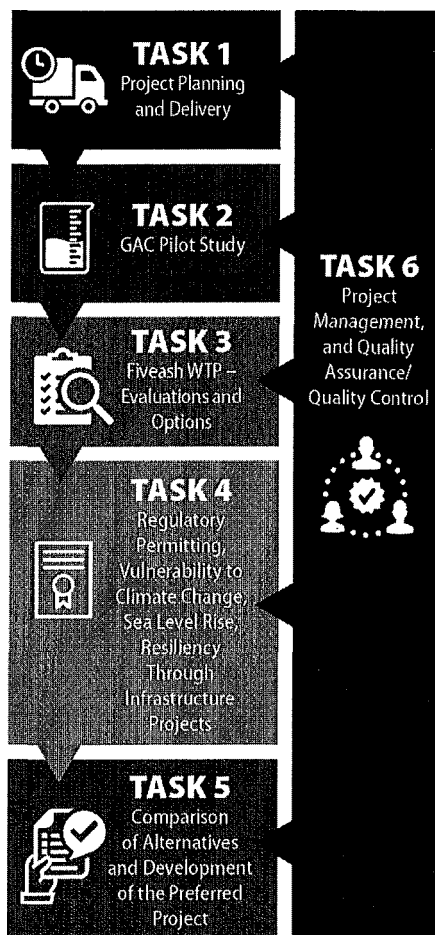 TASK 1
Project Planning
and Delivery
TASK 2
GAC Pilot Study
TASK 3
Fiveash WTP –
Evaluations and
Options
TASK 4
Regulatory
Permitting,
Vulnerability to
Climate Change,
Sea Level Rise,
Resiliency
Through
Infrastructure
Projects
TASK 5
Comparison
of Alternatives
and Development
of the Preferred
Project
TASK 6
Project
Management,
and Quality
Assurance/
Quality Control